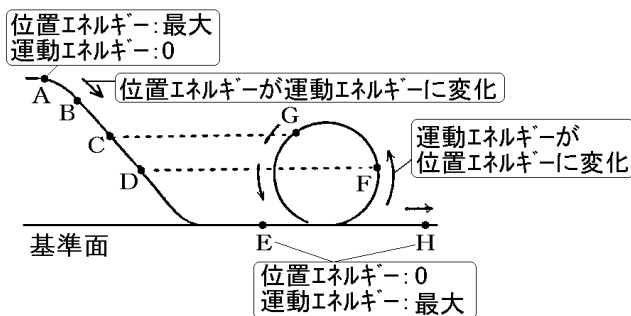 位置エネルギー:最大
運動エネルギー:0
A
B
位置エネルギーが運動エネルギーに変化
G
C
運動エネルギーが
位置エネルギーに変化
D
F
基準面
E
H
位置エネルギー:0
運動エネルギー:最大